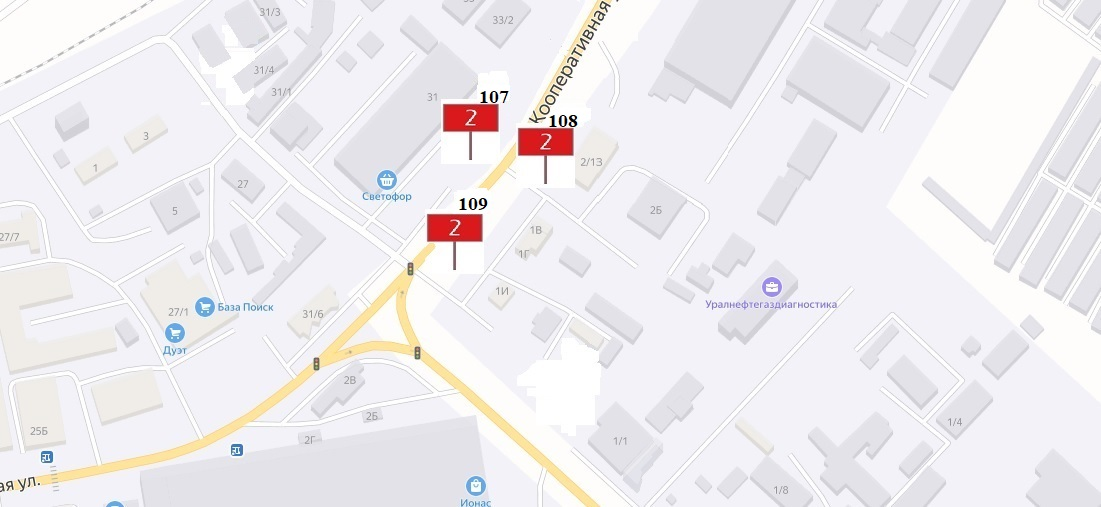 31/3
33/2
Кооперативная
31/4
31/1
31
107
2
108
2
3
1
2/13
Светофор
27
5
2Б
109
2
1В
1Г
27/7
Уралнефтегаздиагностика
1И
27/1
База Поиск
31/6
Дуэт
2В
2Б
1/4
25Б
2Г
1/1
ая ул.
Ионас
1/8